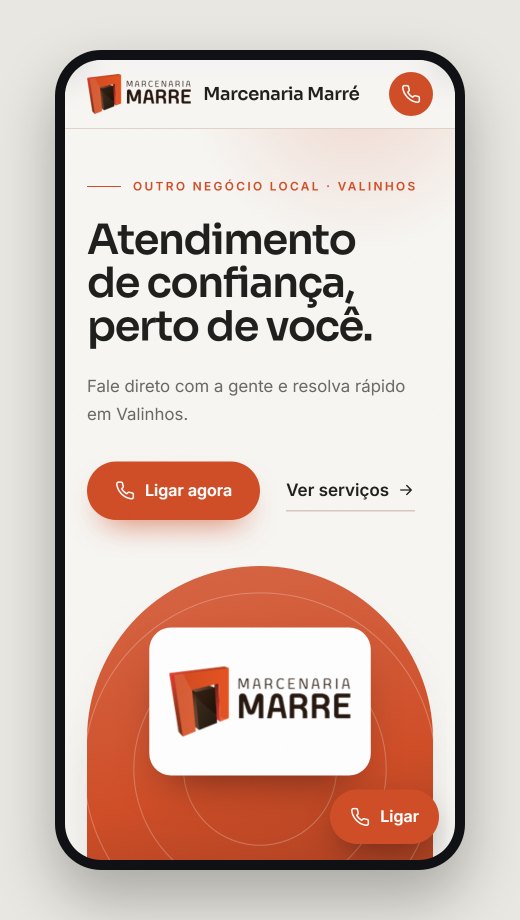 MARCENARIA
MARRE
Marcenaria Marré
OUTRO NEGÓCIO LOCAL · VALINHOS
Atendimento
de confiança,
perto de você.
Fale direto com a gente e resolva rápido
em Valinhos.
Ligar agora
Ver serviços →
MARCENARIA
MARRE
Ligar